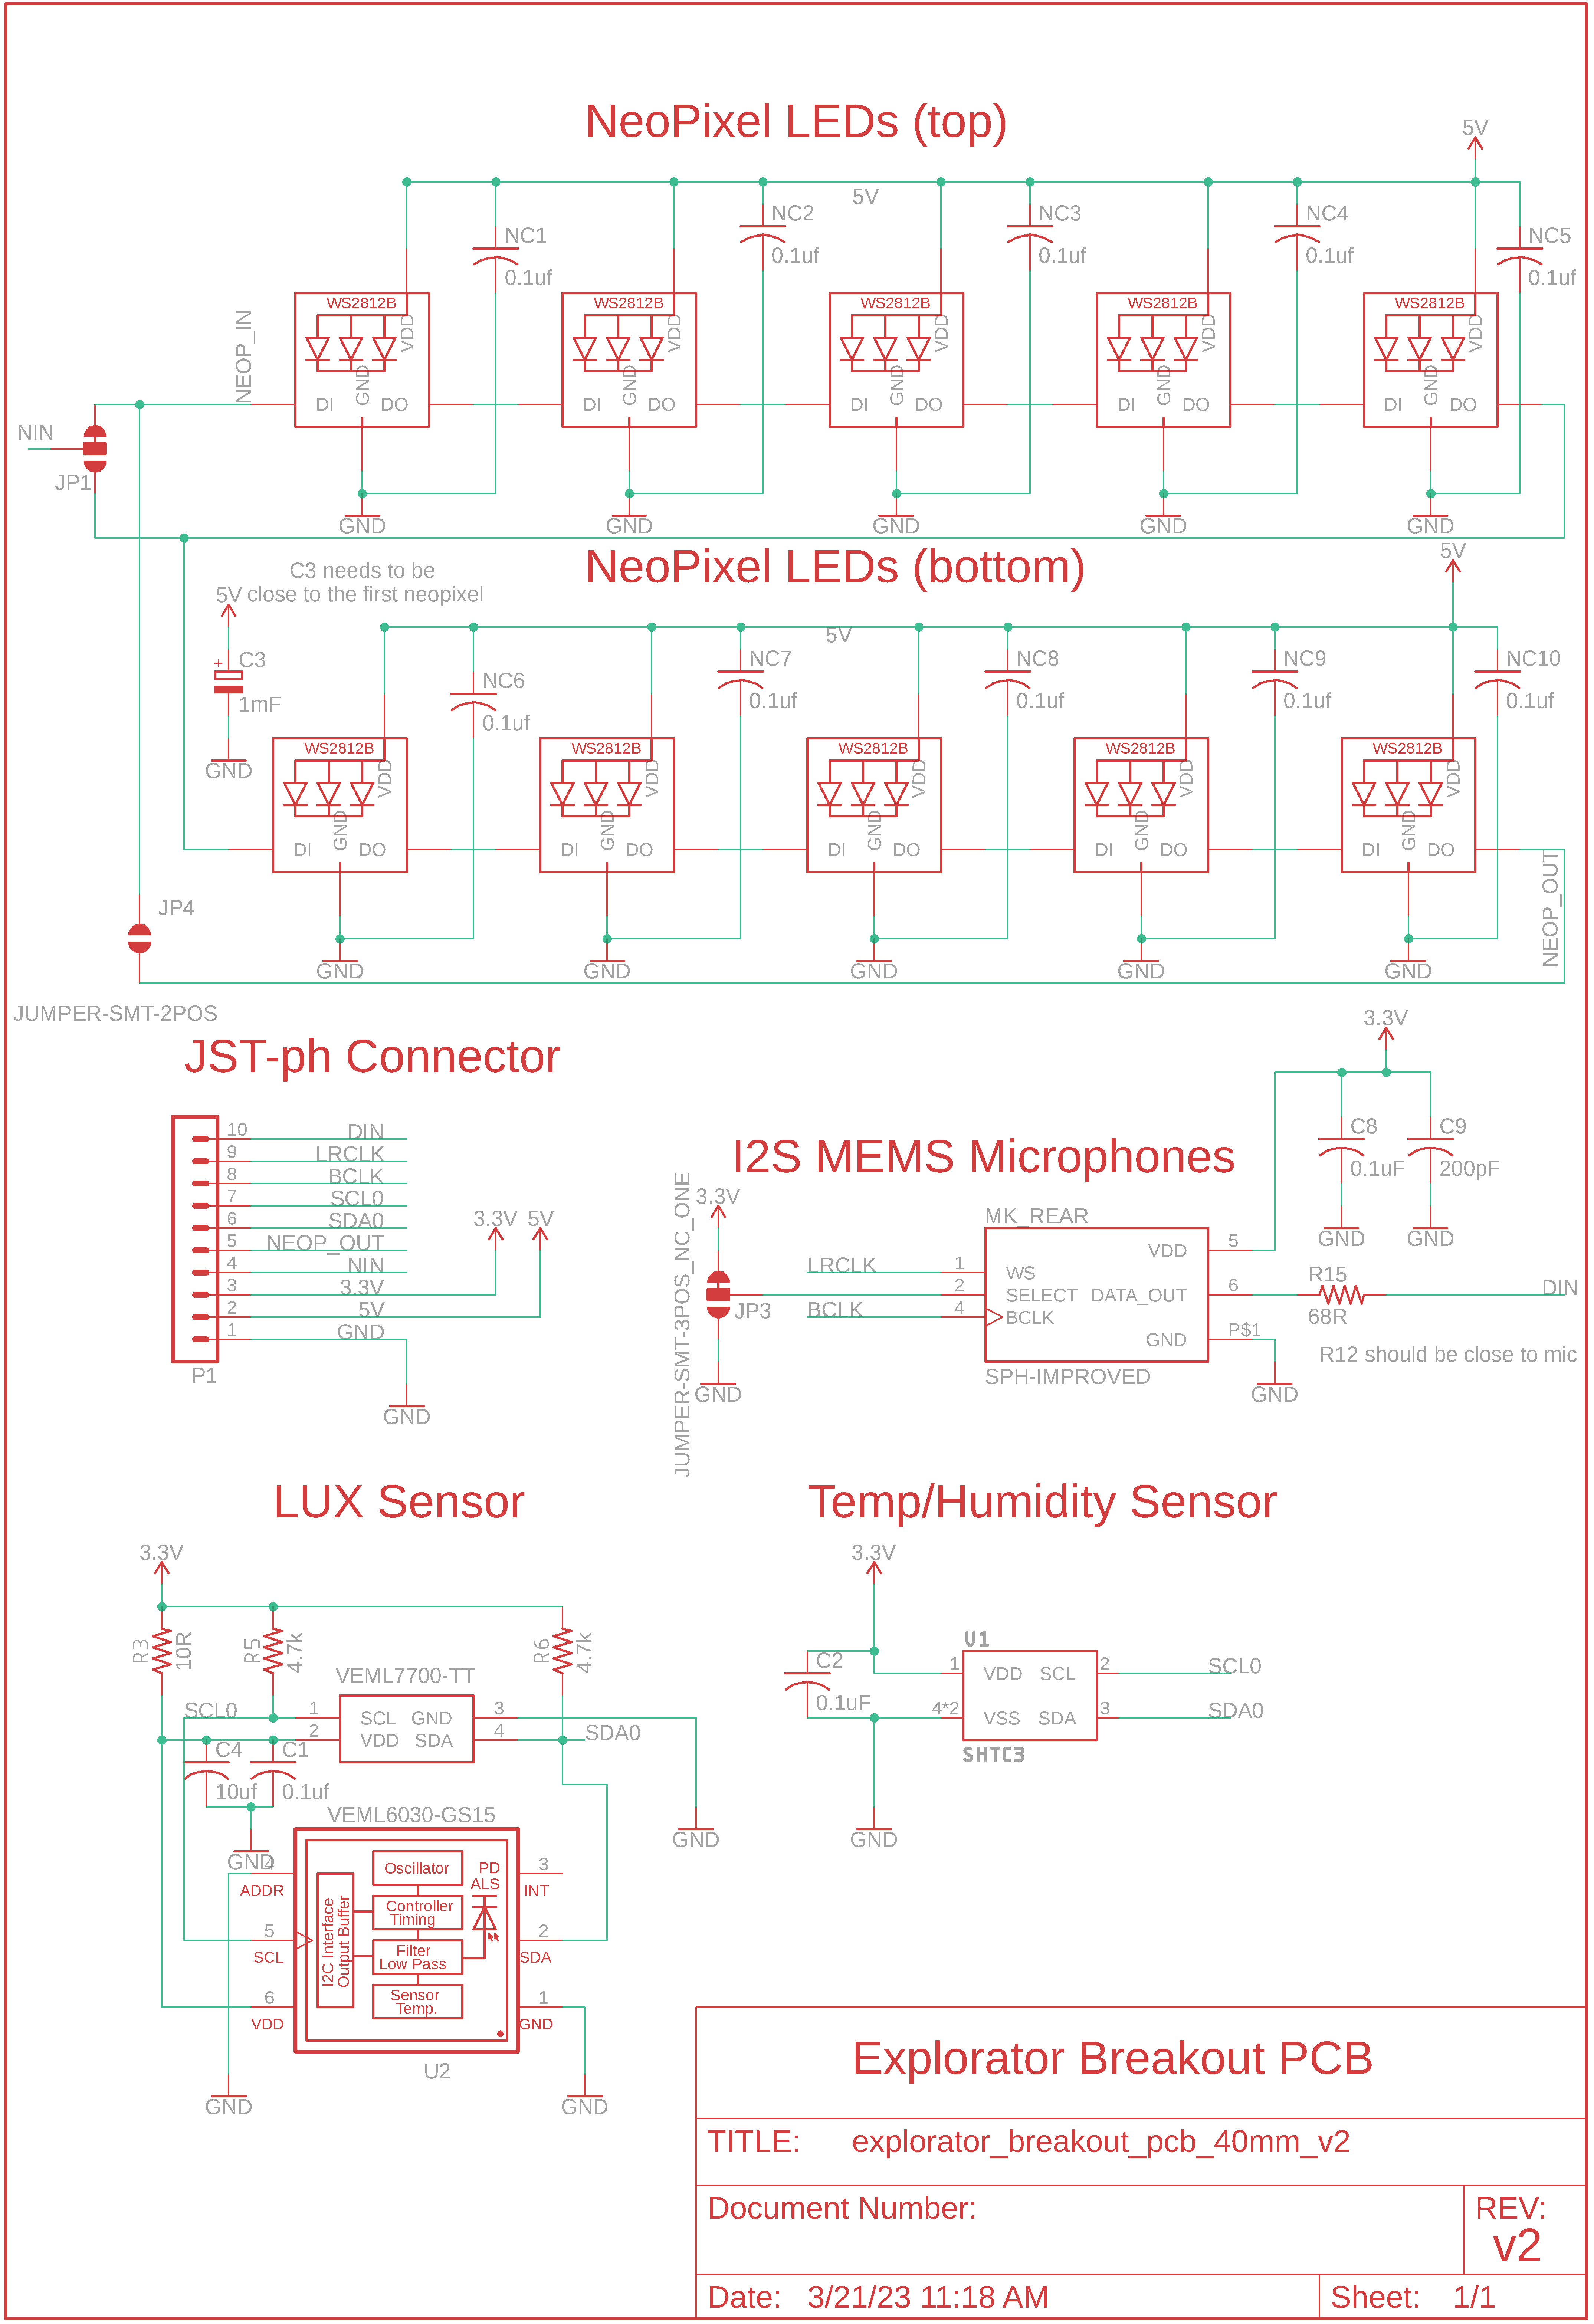 NeoPixel LEDs (top)
5V
5V
NC1
0.1uf
NC2
0.1uf
NC3
0.1uf
NC4
0.1uf
NC5
0.1uf
WS2812B
VDD
GND
DI
DO
WS2812B
VDD
GND
DI
DO
WS2812B
VDD
GND
DI
DO
WS2812B
VDD
GND
DI
DO
WS2812B
VDD
GND
DI
DO
NEOP_IN
NIN
JP1
GND
GND
GND
GND
GND
NeoPixel LEDs (bottom)
5V
C3 needs to be
close to the first neopixel
5V
5V
C3
1mF
GND
NC6
0.1uf
NC7
0.1uf
NC8
0.1uf
NC9
0.1uf
NC10
0.1uf
WS2812B
VDD
GND
DI
DO
WS2812B
VDD
GND
DI
DO
WS2812B
VDD
GND
DI
DO
WS2812B
VDD
GND
DI
DO
WS2812B
VDD
GND
DI
DO
NEOP_OUT
JP4
GND
GND
GND
GND
GND
JUMPER-SMT-2POS
JST-ph Connector
10 DIN
9 LRCLK
8 BCLK
7 SCL0
6 SDA0
5 NEOP_OUT
4 NIN
3 3.3V
2 5V
1 GND
P1
3.3V
5V
GND
I2S MEMS Microphones
3.3V
C8
0.1uF
C9
200pF
GND
GND
3.3V
JUMPER-SMT-3POS_NC_ONE
JP3
GND
MK_REAR
LRCLK
1
WS
2
SELECT
BCLK
4
BCLK
VDD
5
DATA_OUT
6
GND
P$1
SPH-IMPROVED
R15
68R
DIN
R12 should be close to mic
GND
LUX Sensor
3.3V
R3
10R
R5
4.7k
R6
4.7k
VEML7700-TT
SCL0
1
2
SCL GND
VDD SDA
3
4
SDA0
C4
10uf
C1
0.1uf
GND
GND
VEML6030-GS15
4
ADDR
5
SCL
6
VDD
I2C Interface
Output Buffer
Oscillator
Controller
Timing
Filter
Low Pass
Sensor
Temp.
PD
ALS
3
INT
2
SDA
1
GND
U2
GND
GND
Temp/Humidity Sensor
3.3V
C2
0.1uF
U1
1
4*2
VDD SCL
VSS SDA
2
3
SCL0
SDA0
SHTC3
GND
Explorator Breakout PCB
TITLE: explorator_breakout_pcb_40mm_v2
Document Number:
REV:
v2
Date: 3/21/23 11:18 AM
Sheet: 1/1